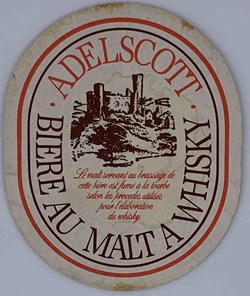 ADELSCOTT
Le malt servant au brassage de
cette bière est fumé à la tourbe
selon les procédés utilisés
pour l'élaboration
du whisky.
BIERE AU MALT A WHISKY